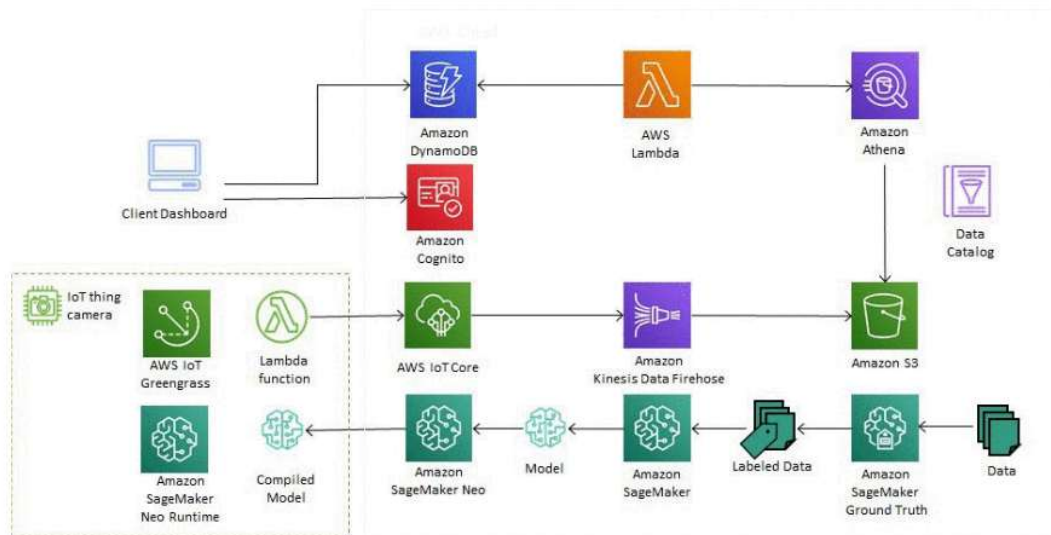 AWS Cloud
Amazon
DynamoDB
AWS
Lambda
Amazon
Athena
Client Dashboard
Amazon
Cognito
Data
Catalog
IoT thing
camera
AWS IoT
Greengrass
Lambda
function
AWS IoT Core
Amazon
Kinesis Data Firehose
Amazon S3
Amazon
SageMaker
Neo Runtime
Compiled
Model
Amazon
SageMaker Neo
Model
Amazon
SageMaker
Labeled Data
Amazon
SageMaker
Ground Truth
Data